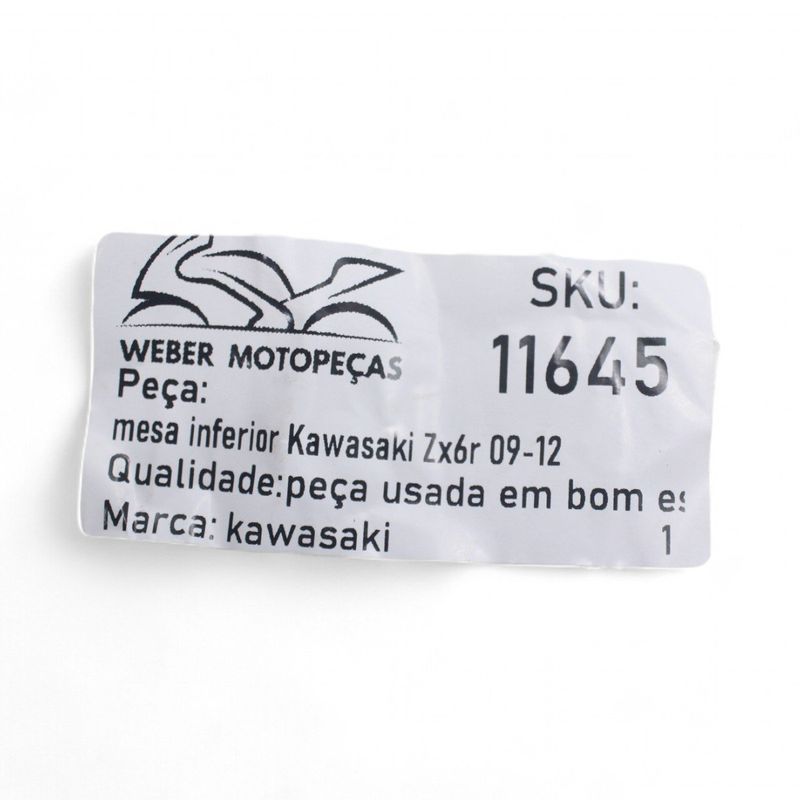 WEBER MOTOPEÇAS
SKU:
11645
Peça:
mesa inferior Kawasaki Zx6r 09-12
Qualidade:peça usada em bom es
Marca: kawasaki
1